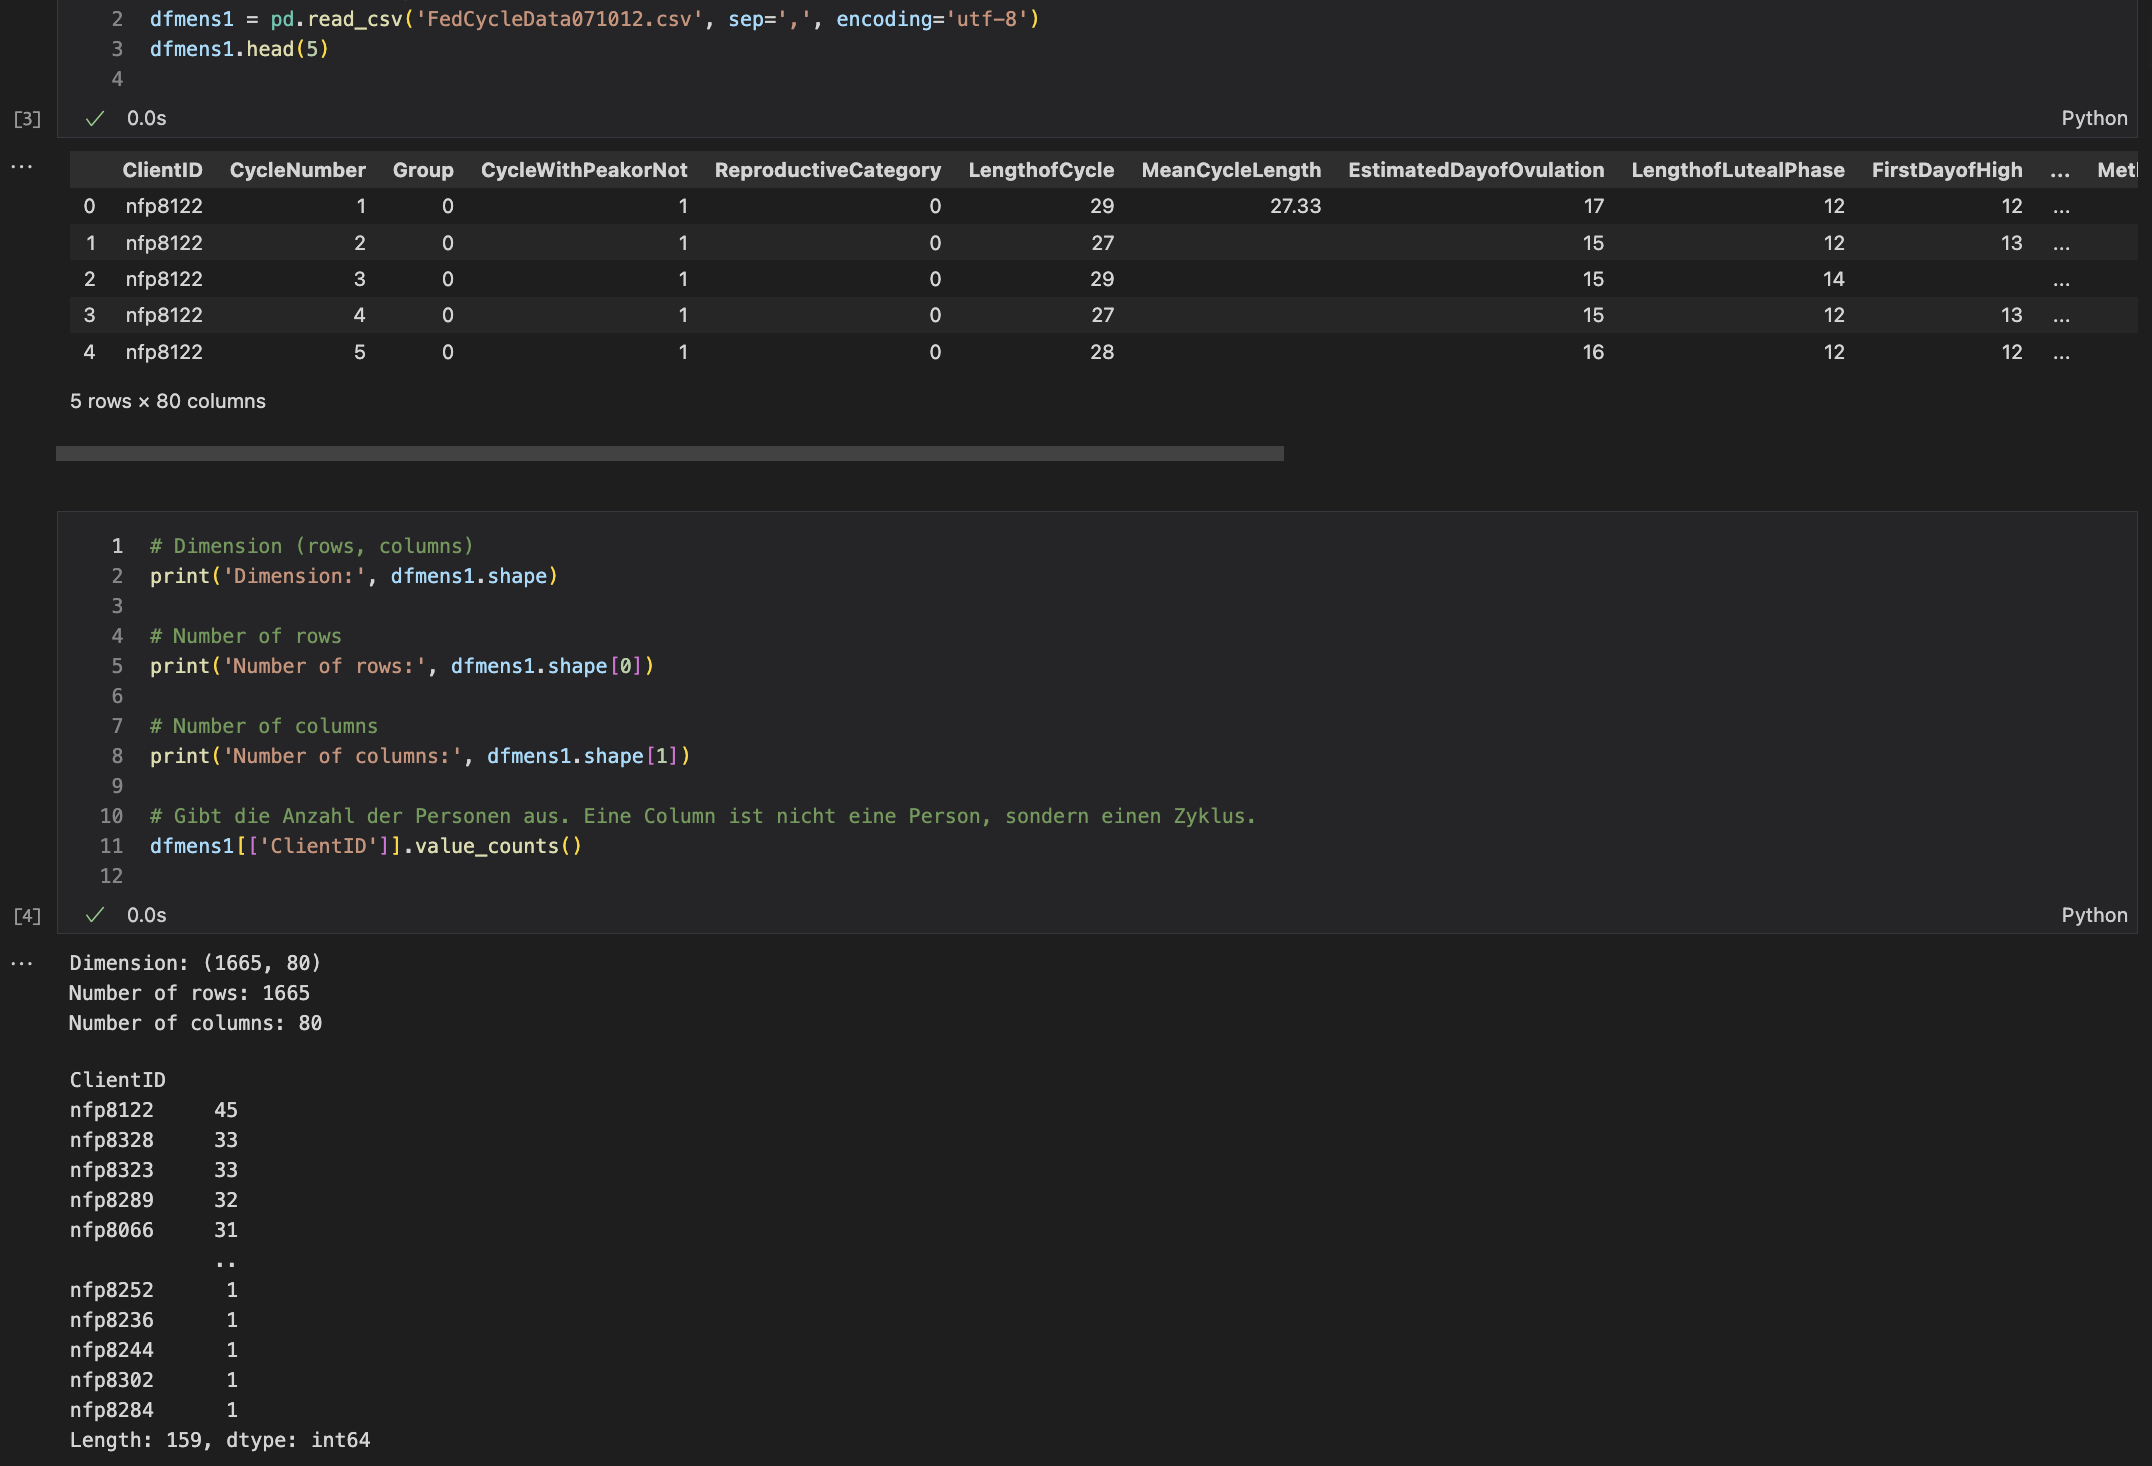 2 dfmens1 = pd.read_csv('FedCycleData071012.csv', sep=',', encoding='utf-8')
3 dfmens1.head(5)
4
[3] ✓ 0.0s Python
... ClientID CycleNumber Group CycleWithPeakorNot ReproductiveCategory LengthofCycle MeanCycleLength EstimatedDayofOvulation LengthofLutealPhase FirstDayofHigh ...
0 nfp8122 1 0 1 0 29 27.33 17 12 12 ...
1 nfp8122 2 0 1 0 27 15 12 13 ...
2 nfp8122 3 0 1 0 29 15 14 ...
3 nfp8122 4 0 1 0 27 15 12 13 ...
4 nfp8122 5 0 1 0 28 16 12 12 ...
5 rows × 80 columns
1 # Dimension (rows, columns)
2 print('Dimension:', dfmens1.shape)
3
4 # Number of rows
5 print('Number of rows:', dfmens1.shape[0])
6
7 # Number of columns
8 print('Number of columns:', dfmens1.shape[1])
9
10 # Gibt die Anzahl der Personen aus. Eine Column ist nicht eine Person, sondern einen Zyklus.
11 dfmens1[['ClientID']].value_counts()
12
[4] ✓ 0.0s Python
... Dimension: (1665, 80)
Number of rows: 1665
Number of columns: 80
ClientID
nfp8122 45
nfp8328 33
nfp8323 33
nfp8289 32
nfp8066 31
..
nfp8252 1
nfp8236 1
nfp8244 1
nfp8302 1
nfp8284 1
Length: 159, dtype: int64